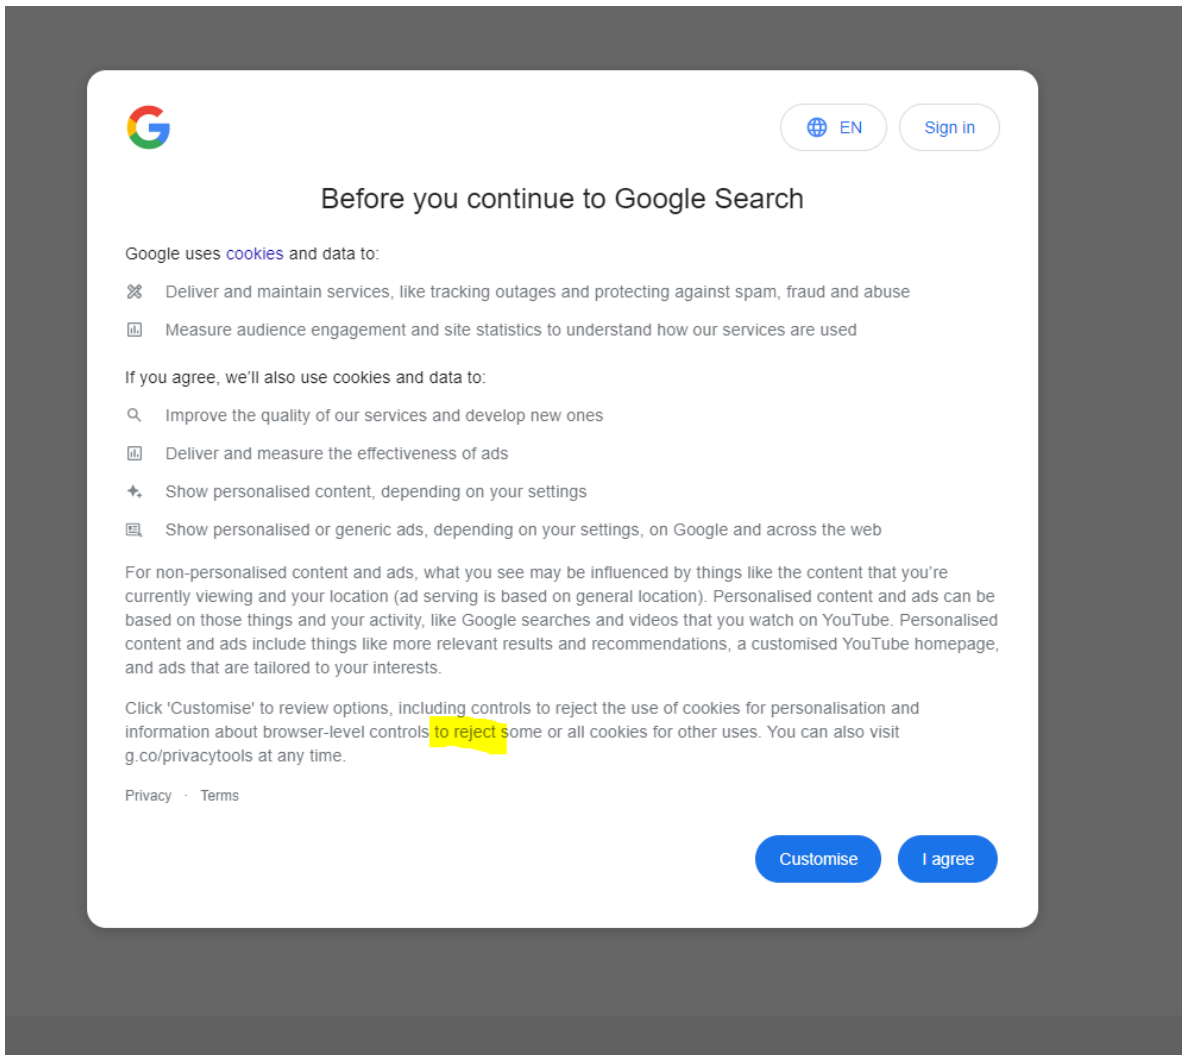 EN
Sign in
Before you continue to Google Search
Google uses cookies and data to:
Deliver and maintain services, like tracking outages and protecting against spam, fraud and abuse
Measure audience engagement and site statistics to understand how our services are used
If you agree, we'll also use cookies and data to:
Improve the quality of our services and develop new ones
Deliver and measure the effectiveness of ads
Show personalised content, depending on your settings
Show personalised or generic ads, depending on your settings, on Google and across the web
For non-personalised content and ads, what you see may be influenced by things like the content that you're
currently viewing and your location (ad serving is based on general location). Personalised content and ads can be
based on those things and your activity, like Google searches and videos that you watch on YouTube. Personalised
content and ads include things like more relevant results and recommendations, a customised YouTube homepage,
and ads that are tailored to your interests.
Click 'Customise' to review options, including controls to reject the use of cookies for personalisation and
information about browser-level controls to reject some or all cookies for other uses. You can also visit
g.co/privacytools at any time.
Privacy · Terms
Customise
I agree